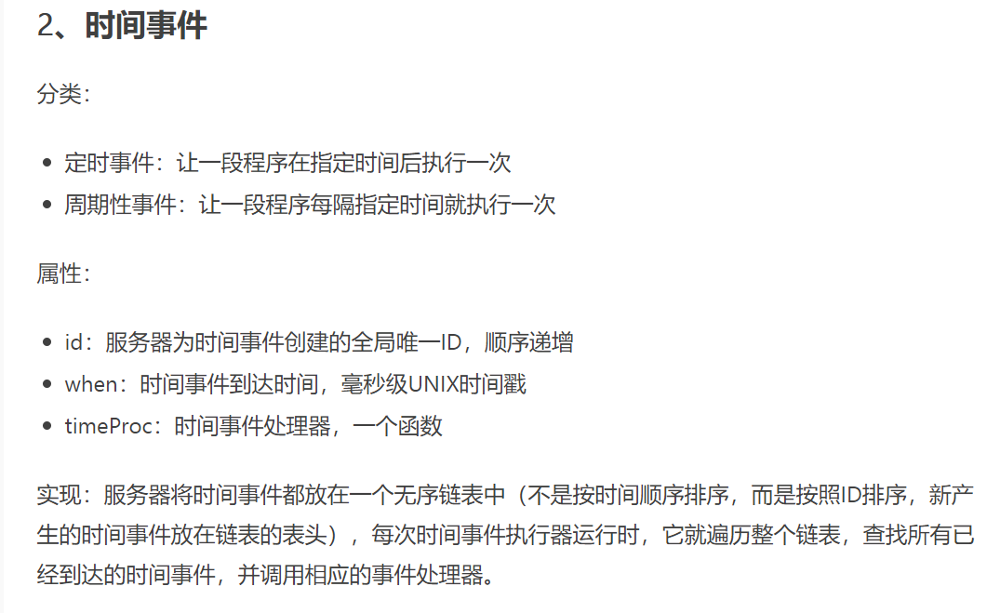 2、时间事件
分类：
定时事件：让一段程序在指定时间后执行一次
周期性事件：让一段程序每隔指定时间就执行一次
属性：
id：服务器为时间事件创建的全局唯一ID，顺序递增
when：时间事件到达时间，毫秒级UNIX时间戳
timeProc：时间事件处理器，一个函数
实现：服务器将时间事件都放在一个无序链表中（不是按时间顺序排序，而是按照ID排序，新产
生的时间事件放在链表的表头），每次时间事件执行器运行时，它就遍历整个链表，查找所有已
经到达的时间事件，并调用相应的事件处理器。